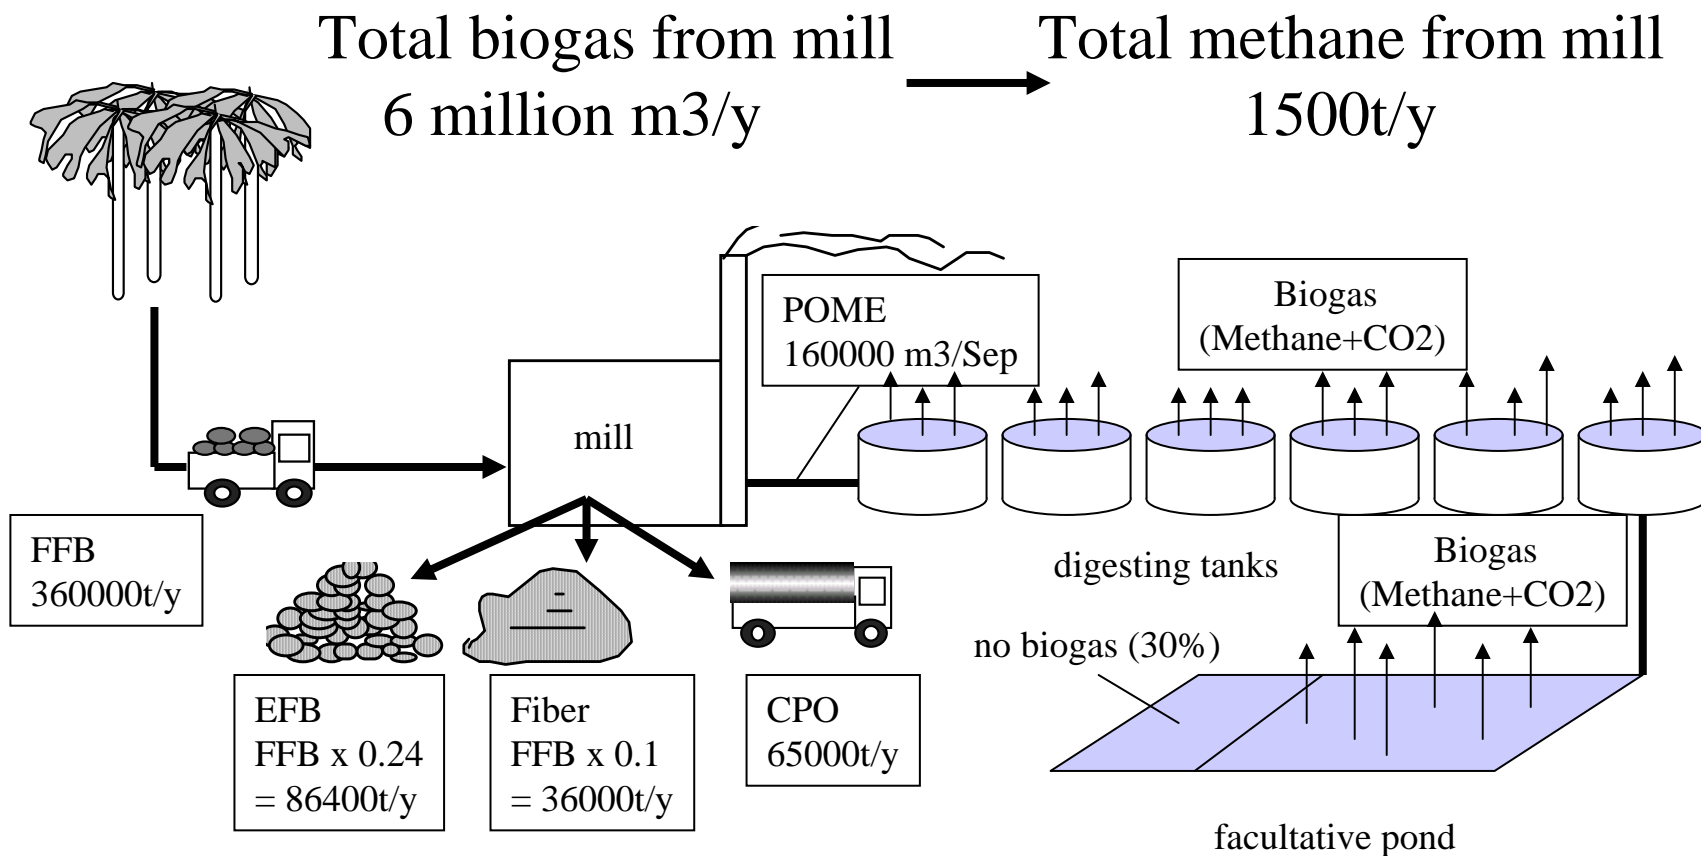 Total biogas from mill
6 million m3/y
Total methane from mill
1500t/y
POME
160000 m3/Sep
Biogas
(Methane+CO2)
mill
FFB
360000t/y
digesting tanks
Biogas
(Methane+CO2)
no biogas (30%)
EFB
FFB x 0.24
= 86400t/y
Fiber
FFB x 0.1
= 36000t/y
CPO
65000t/y
facultative pond